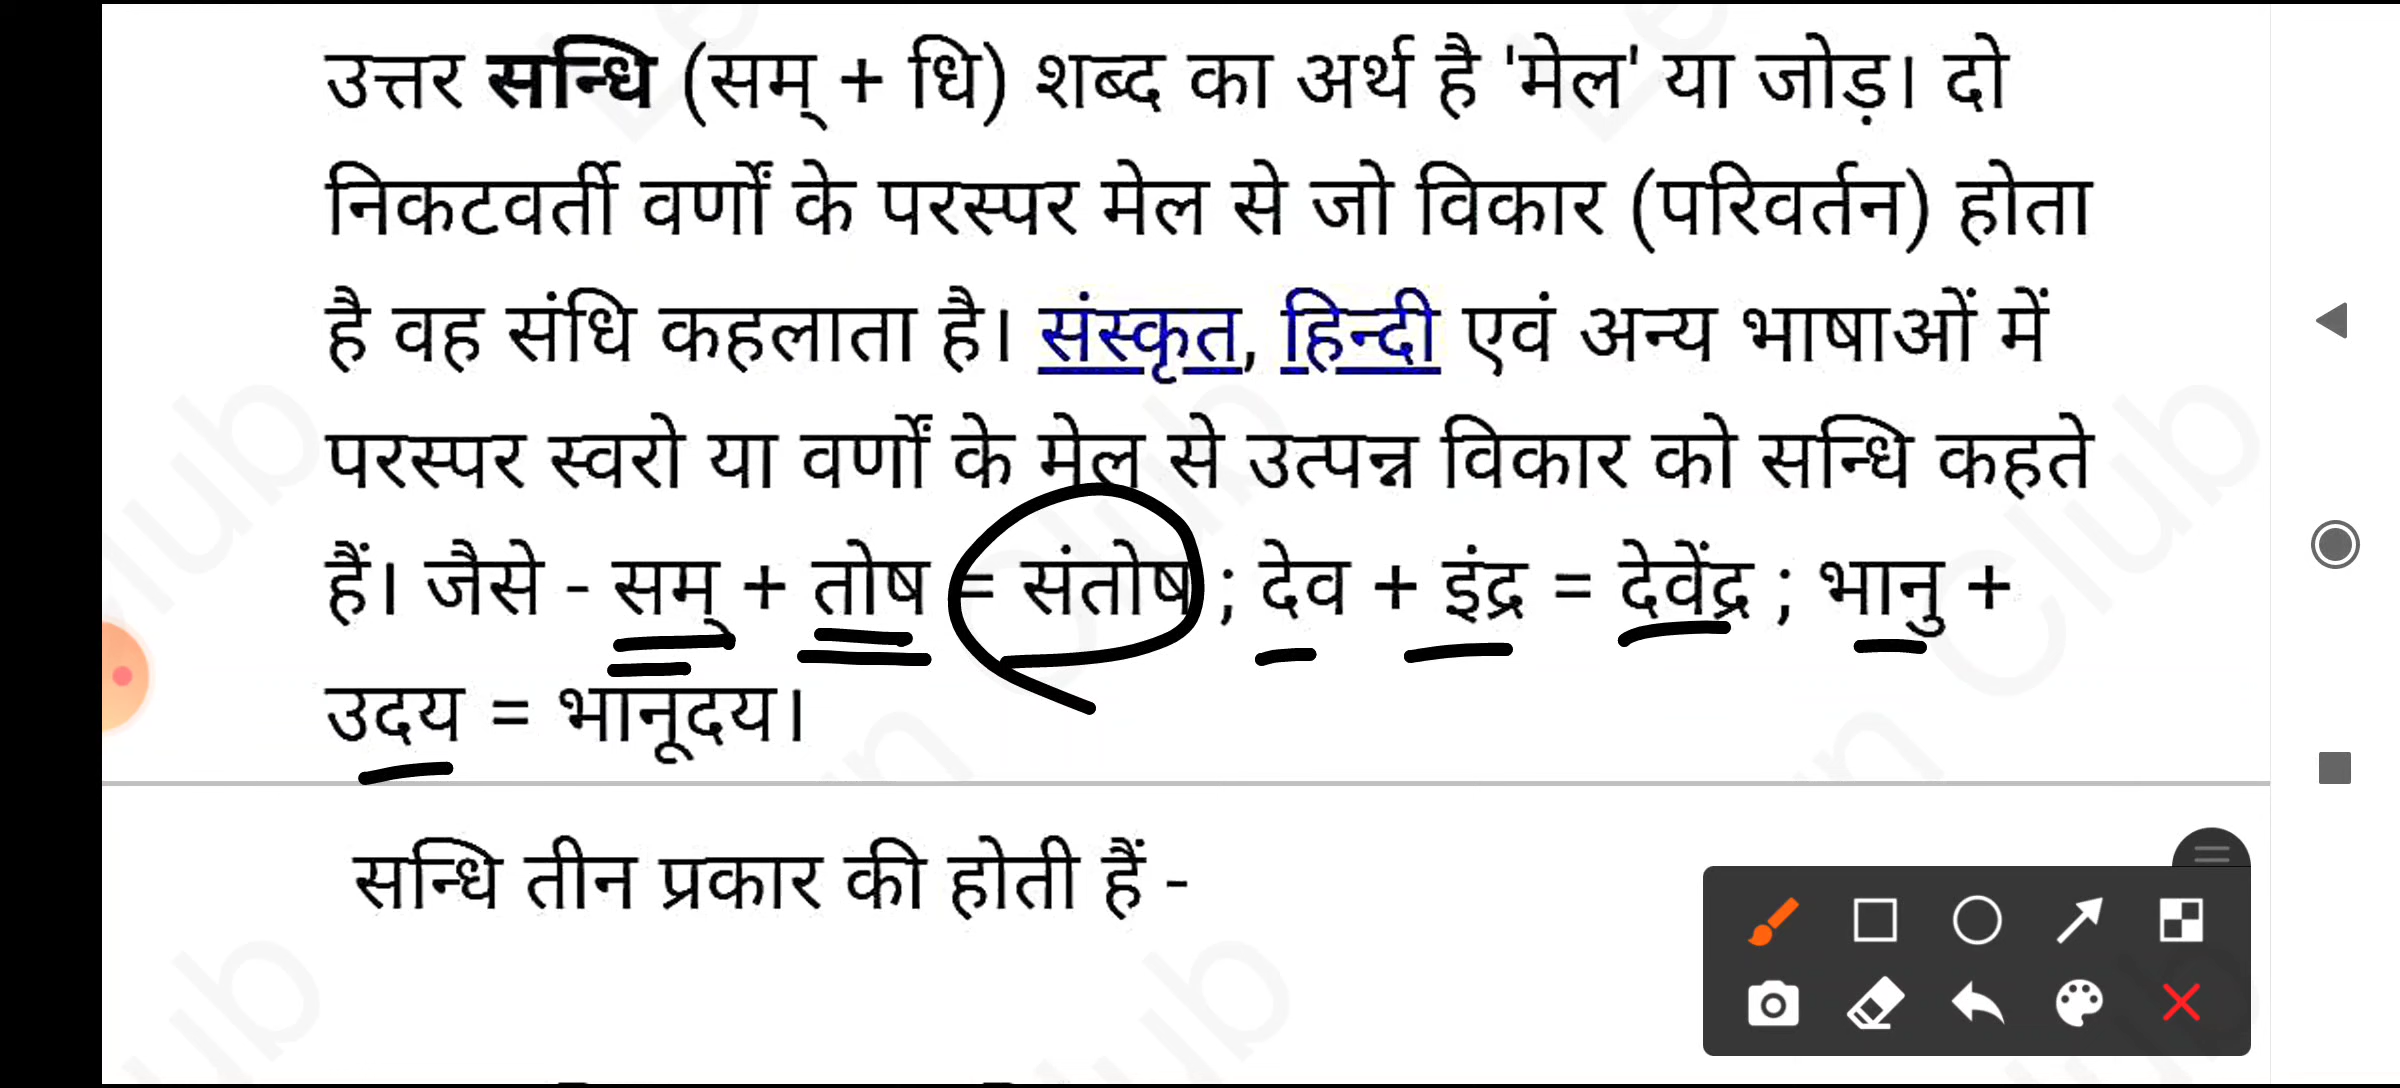 उत्तर सन्धि (सम् + धि) शब्द का अर्थ है 'मेल' या जोड़। दो
निकटवर्ती वर्णों के परस्पर मेल से जो विकार (परिवर्तन) होता
है वह संधि कहलाता है। संस्कृत, हिन्दी एवं अन्य भाषाओं में
परस्पर स्वरो या वर्णों के मेल से उत्पन्न विकार को सन्धि कहते
हैं। जैसे - सम् + तोष = संतोष ; देव + इंद्र = देवेंद्र ; भानु +
उदय = भानूदय।
सन्धि तीन प्रकार की होती हैं -